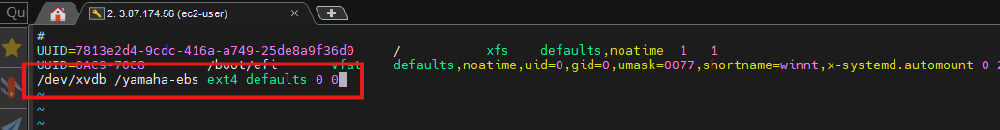 Qu
2. 3.87.174.56 (ec2-user)
#
UUID=7813e2d4-9cdc-416a-a749-25de8a9f36d0 / xfs defaults,noatime 1 1
UUID=0AC9-70C8 /boot/efi vfat defaults,noatime,uid=0,gid=0,umask=0077,shortname=winnt,x-systemd.automount 0 2
/dev/xvdb /yamaha-ebs ext4 defaults 0 0
~
~
~